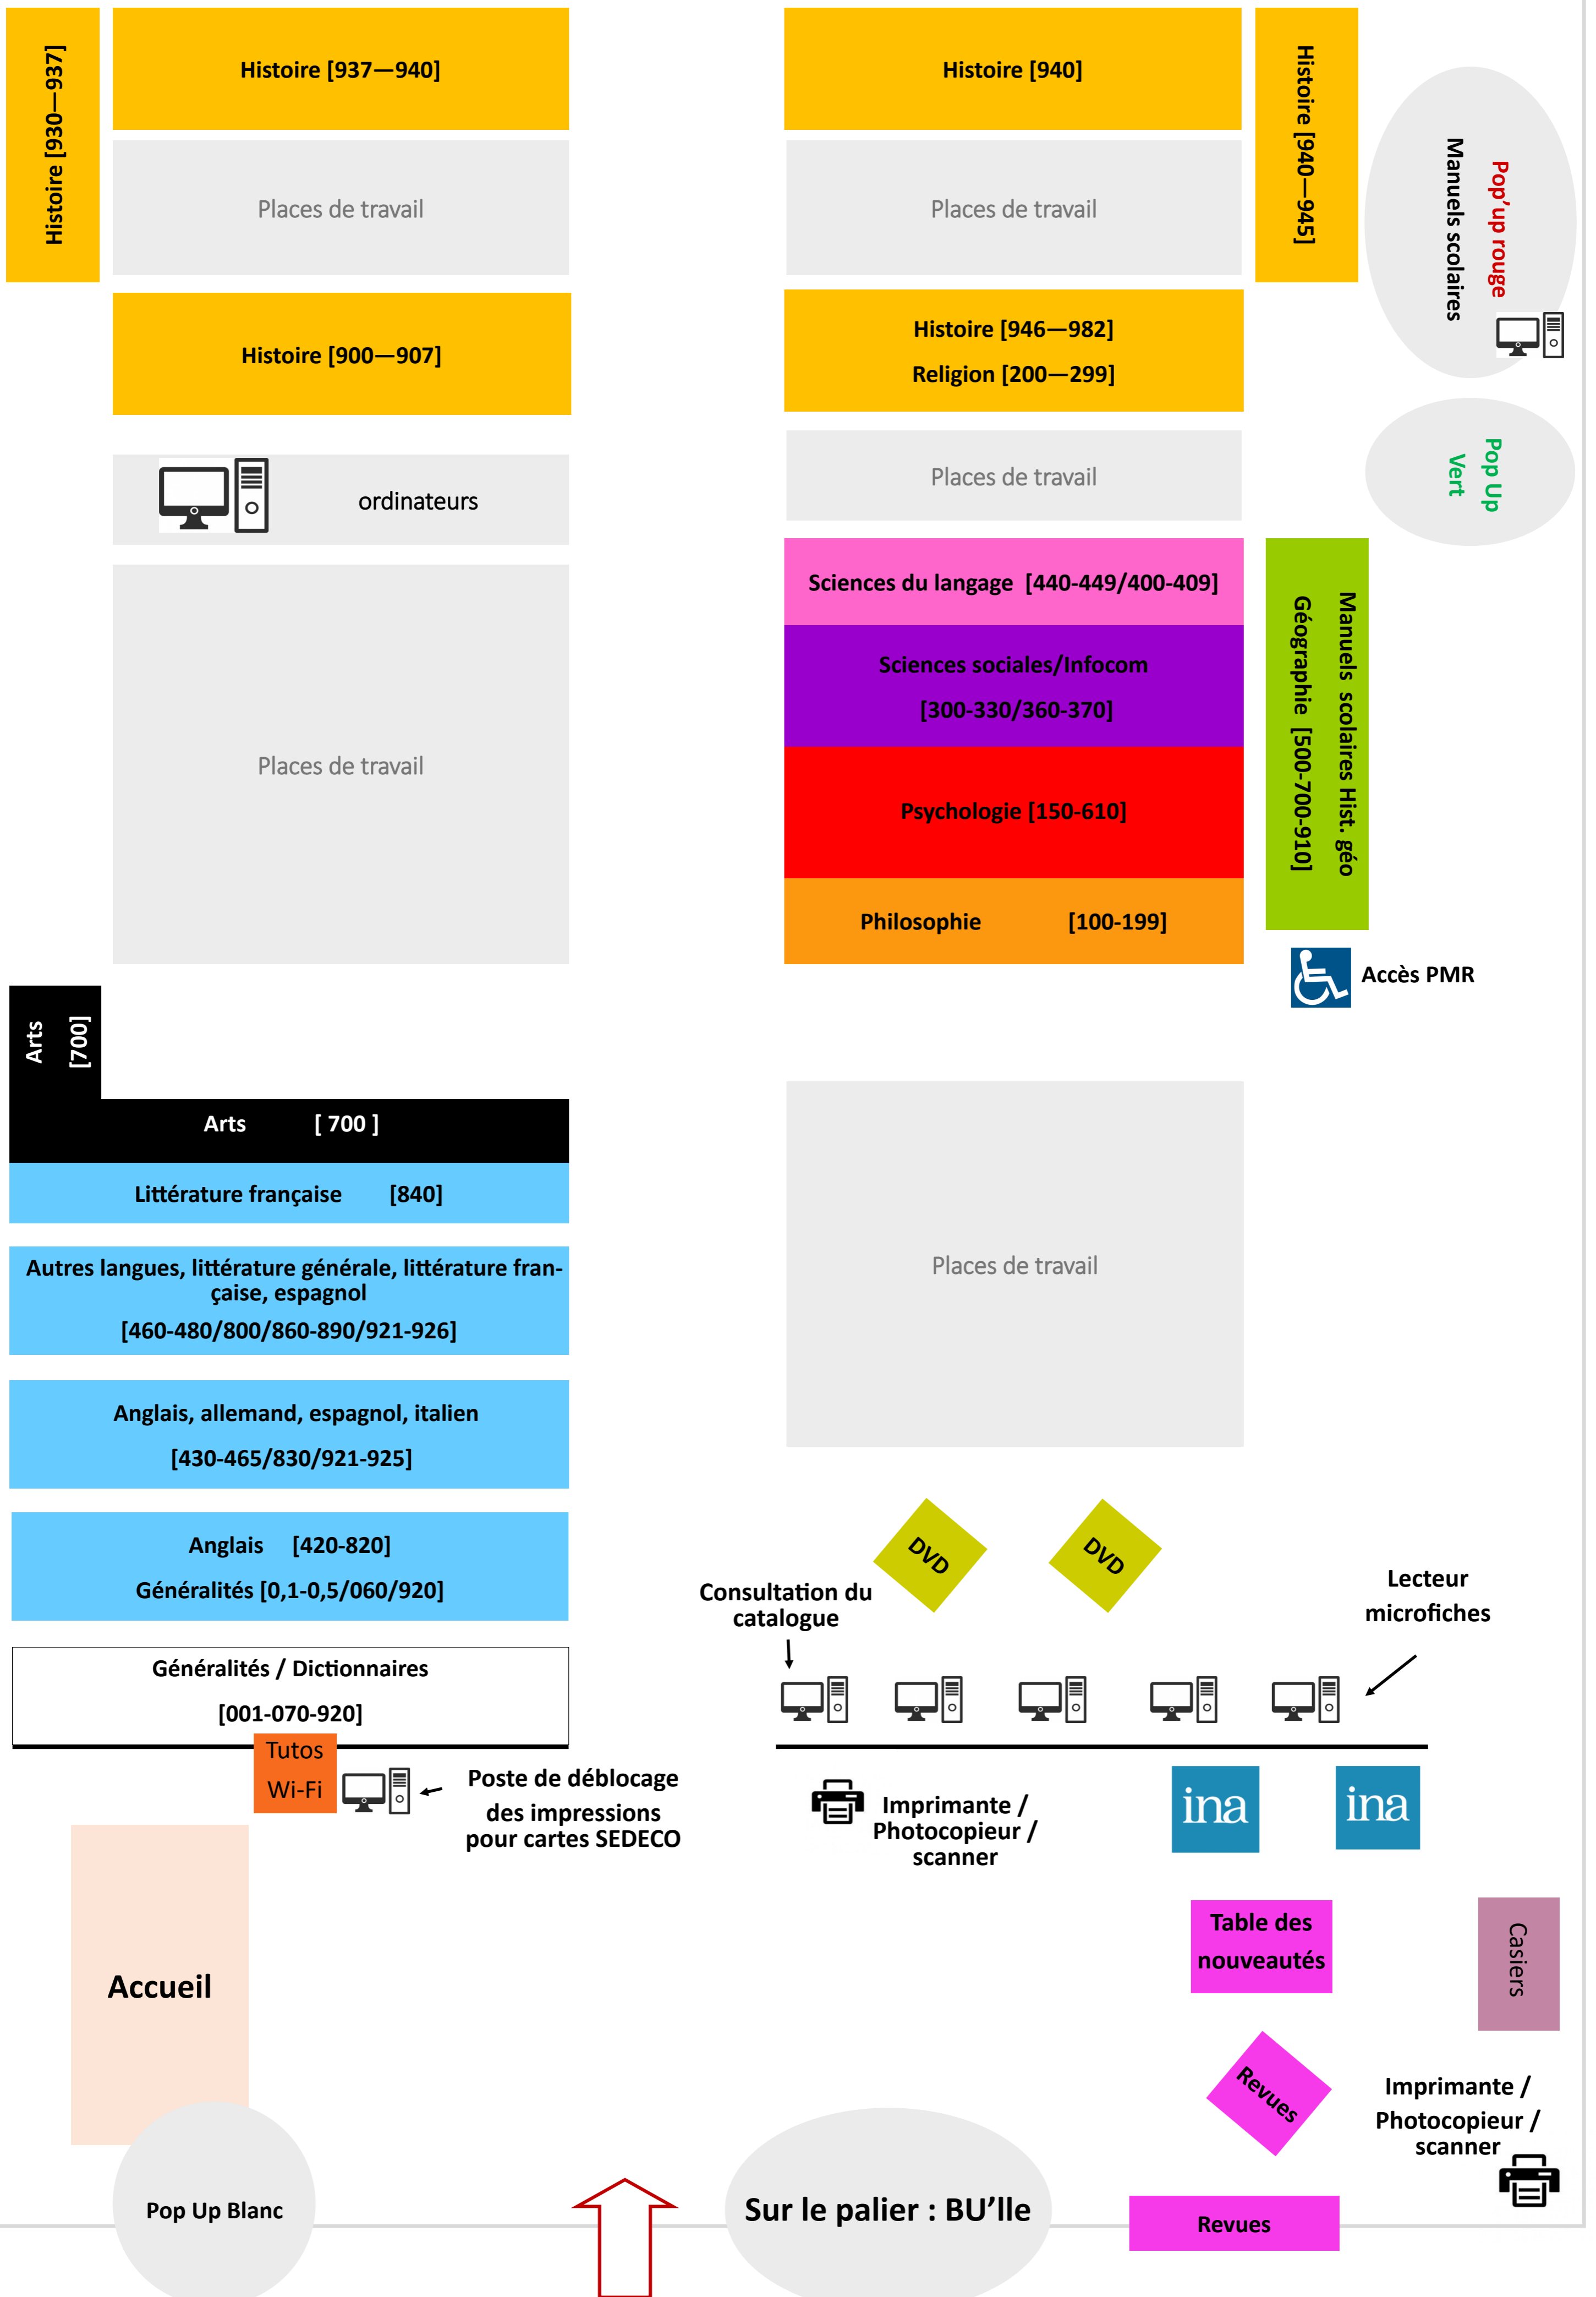 Histoire [930—937]
Histoire [937—940]
Histoire [940]
Histoire [940—945]
Pop'up rouge
Manuels scolaires
Places de travail
Places de travail
Histoire [900—907]
Histoire [946—982]
Religion [200—299]
ordinateurs
Places de travail
Pop Up
Vert
Places de travail
Sciences du langage [440-449/400-409]
Sciences sociales/Infocom
[300-330/360-370]
Psychologie [150-610]
Philosophie [100-199]
Manuels scolaires Hist. géo
Géographie [500-700-910]
Accès PMR
Arts
[700]
Arts [ 700 ]
Littérature française [840]
Autres langues, littérature générale, littérature fran-
çaise, espagnol
[460-480/800/860-890/921-926]
Anglais, allemand, espagnol, italien
[430-465/830/921-925]
Anglais [420-820]
Généralités [0,1-0,5/060/920]
Généralités / Dictionnaires
[001-070-920]
Places de travail
DVD
DVD
Consultation du
catalogue
Lecteur
microfiches
Tutos
Wi-Fi
Poste de déblocage
des impressions
pour cartes SEDECO
Imprimante /
Photocopieur /
scanner
ina
ina
Accueil
Table des
nouveautés
Casiers
Revues
Imprimante /
Photocopieur /
scanner
Pop Up Blanc
Sur le palier : BU'lle
Revues